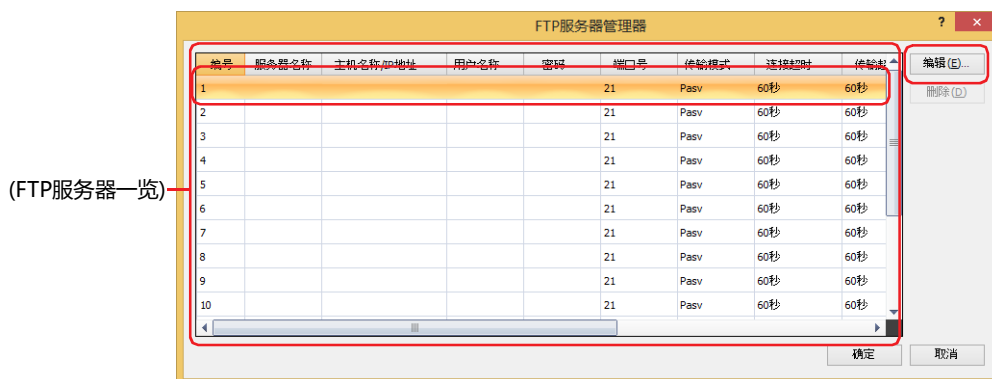 FTP服务器管理器
? ×
编号 服务器名称 主机名称/IP地址 用户名称 密码 端口号 传输模式 连接超时 传输超
编辑(E)...
1 21 Pasv 60秒 60秒
删除(D)
2 21 Pasv 60秒 60秒
3 21 Pasv 60秒 60秒
4 21 Pasv 60秒 60秒
(FTP服务器一览)
5 21 Pasv 60秒 60秒
6 21 Pasv 60秒 60秒
7 21 Pasv 60秒 60秒
8 21 Pasv 60秒 60秒
9 21 Pasv 60秒 60秒
10 21 Pasv 60秒 60秒
确定 取消